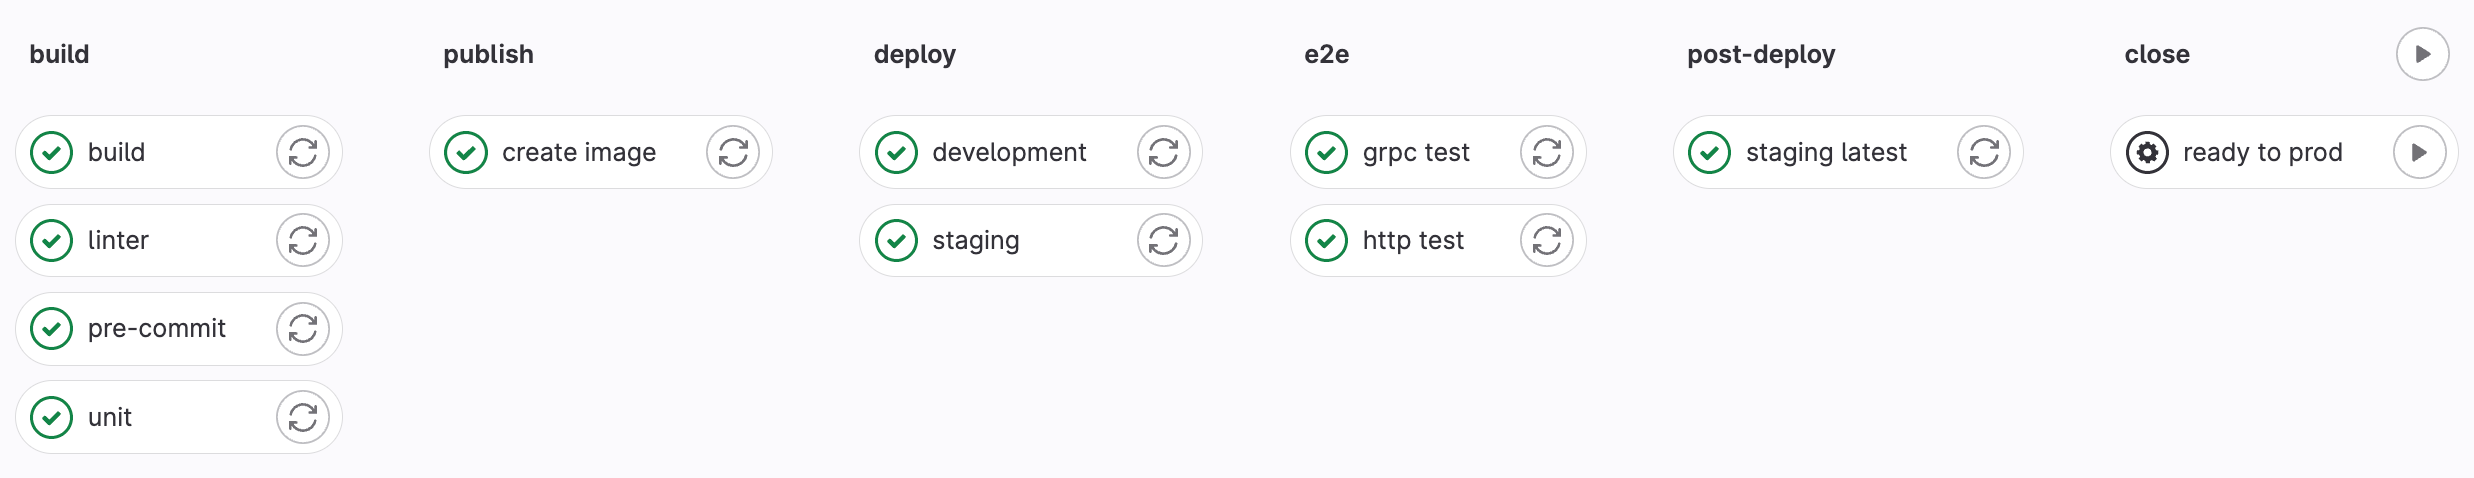 build
publish
deploy
e2e
post-deploy
close
build
create image
development
grpc test
staging latest
ready to prod
linter
staging
http test
pre-commit
unit